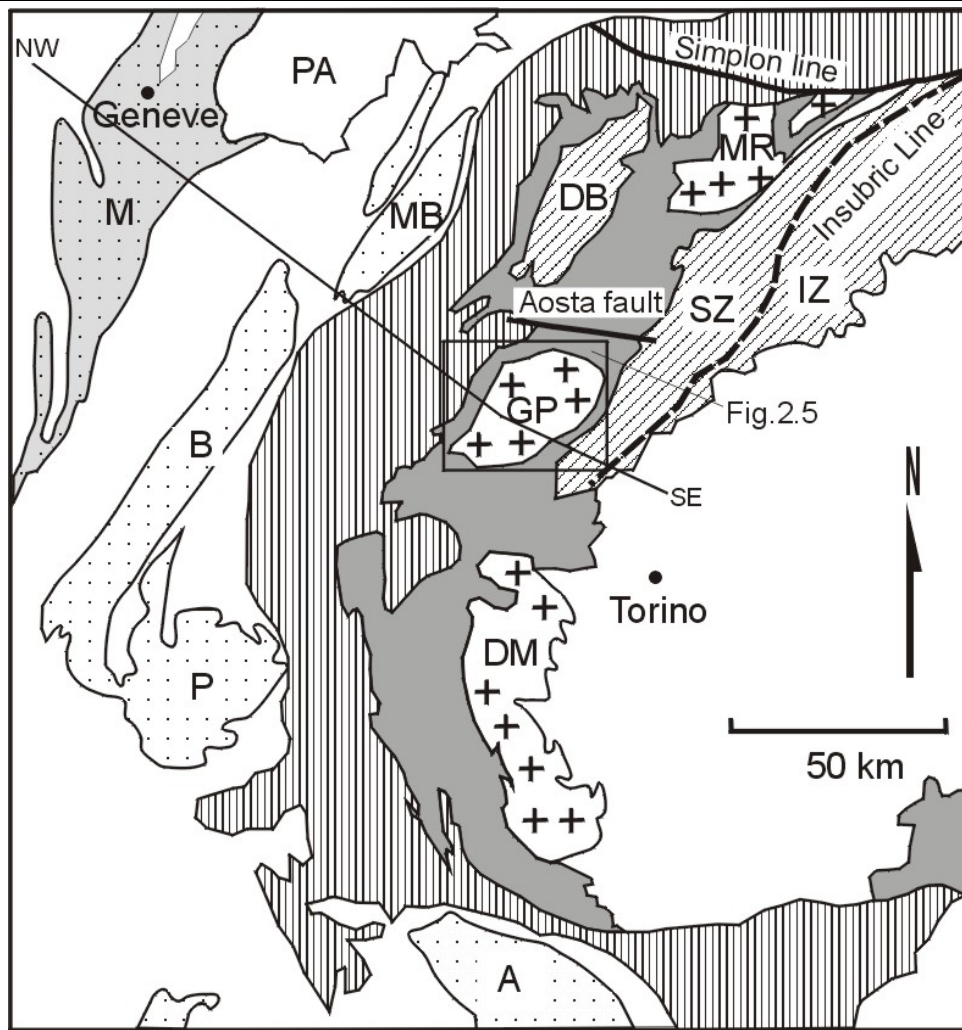 NW
PA
Simplon line
Geneve
MR
M
MB
DB
Insubric Line
SZ
IZ
Aosta fault
GP
Fig.2.5
B
SE
N
Torino
DM
P
50 km
A